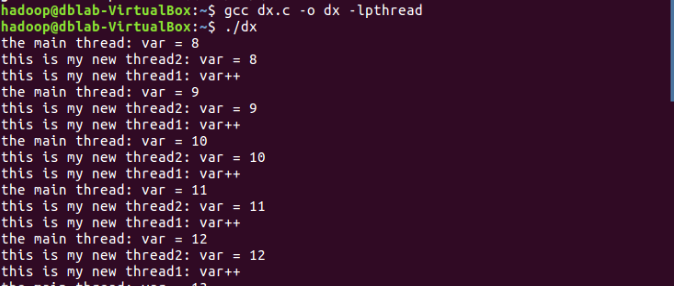 hadoop@dblab-VirtualBox:~$ gcc dx.c -o dx -lpthread
hadoop@dblab-VirtualBox:~$ ./dx
the main thread: var = 8
this is my new thread2: var = 8
this is my new thread1: var++
the main thread: var = 9
this is my new thread2: var = 9
this is my new thread1: var++
the main thread: var = 10
this is my new thread2: var = 10
this is my new thread1: var++
the main thread: var = 11
this is my new thread2: var = 11
this is my new thread1: var++
the main thread: var = 12
this is my new thread2: var = 12
this is my new thread1: var++
the main thread: var = 13